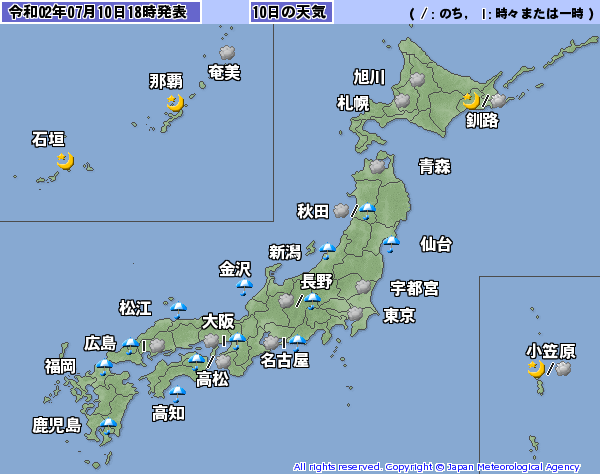 令和02年07月10日18時発表 10日の天気 ( /: のち, |: 時々または一時 )
奄美
那覇
石垣
旭川
札幌
釧路
青森
秋田
仙台
新潟
金沢
長野
宇都宮
松江
大阪
東京
広島
名古屋
小笠原
福岡
高松
高知
鹿児島
All rights reserved. Copyright © Japan Meteorological Agency